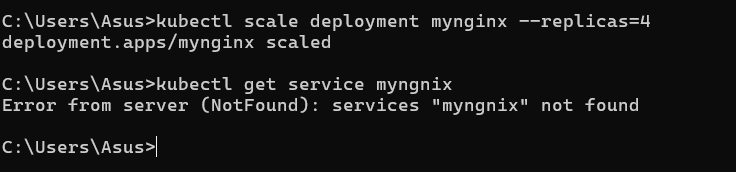 C:\Users\Asus>kubectl scale deployment mynginx --replicas=4
deployment.apps/mynginx scaled
C:\Users\Asus>kubectl get service myngnix
Error from server (NotFound): services "myngnix" not found
C:\Users\Asus>